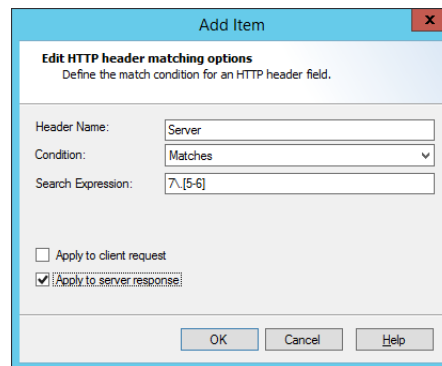 Add Item
x
Edit HTTP header matching options
Define the match condition for an HTTP header field.
Header Name: Server
Condition: Matches
Search Expression: 7\.[5-6]
Apply to client request
Apply to server response
OK Cancel Help